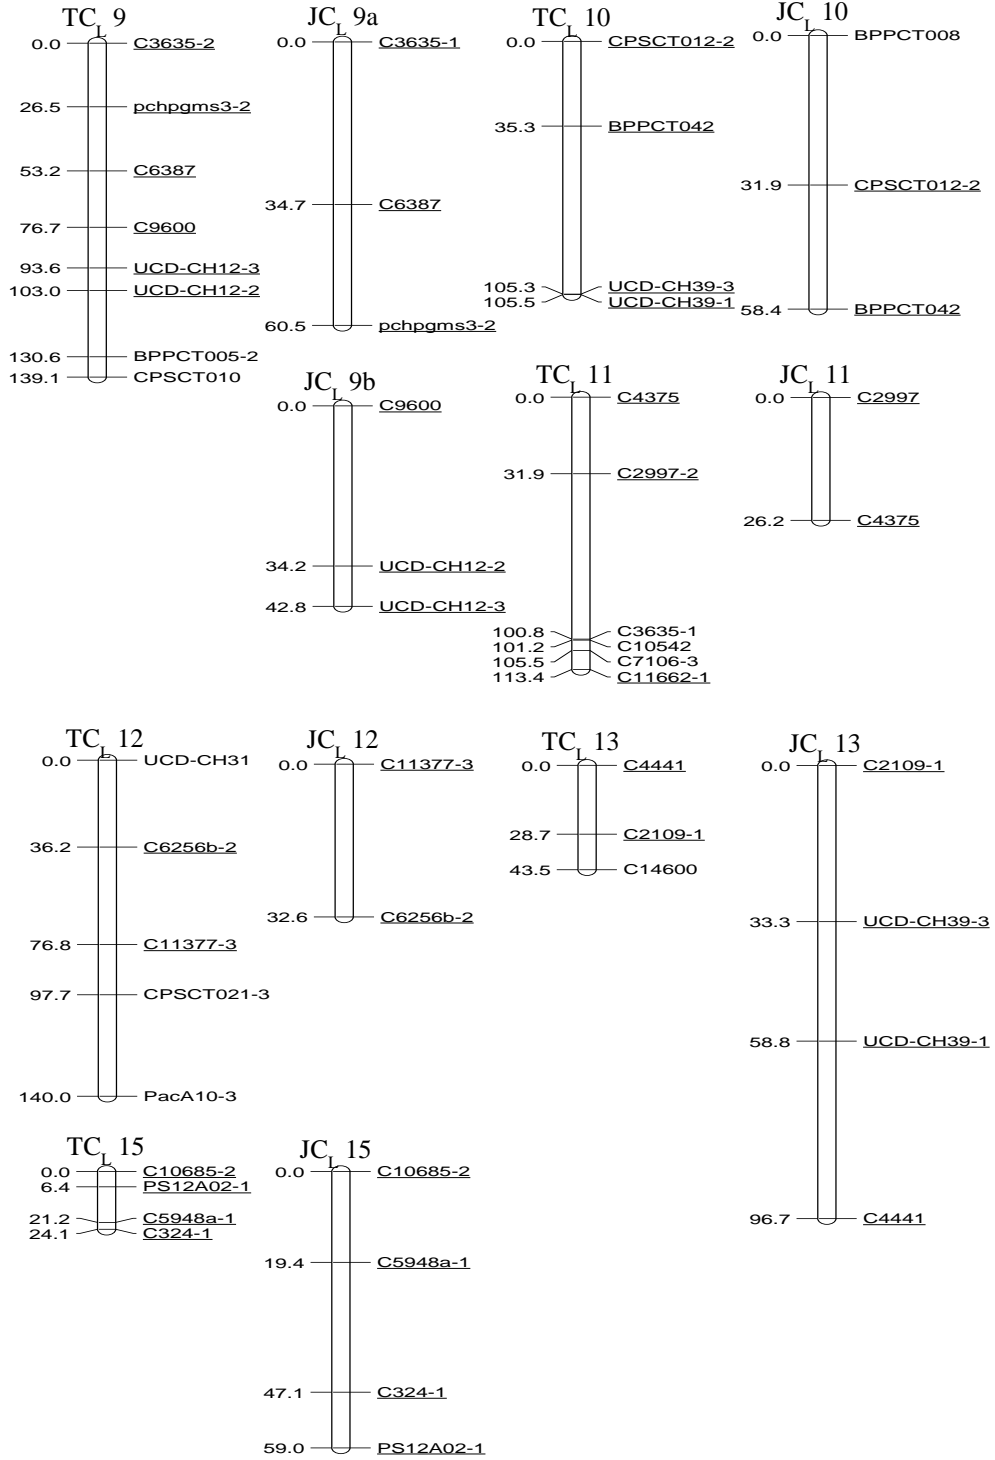 TCL 9
0.0 C3635-2
26.5 pchpgms3-2
53.2 C6387
76.7 C9600
93.6 UCD-CH12-3
103.0 UCD-CH12-2
130.6 BPPCT005-2
139.1 CPSCT010
JCL 9a
0.0 C3635-1
34.7 C6387
60.5 pchpgms3-2
TCL 10
0.0 CPSCT012-2
35.3 BPPCT042
105.3 UCD-CH39-3
105.5 UCD-CH39-1
JCL 10
0.0 BPPCT008
31.9 CPSCT012-2
58.4 BPPCT042
JCL 9b
0.0 C9600
34.2 UCD-CH12-2
42.8 UCD-CH12-3
TCL 11
0.0 C4375
31.9 C2997-2
100.8 C3635-1
101.2 C10542
105.5 C7106-3
113.4 C11662-1
JCL 11
0.0 C2997
26.2 C4375
TCL 12
0.0 UCD-CH31
36.2 C6256b-2
76.8 C11377-3
97.7 CPSCT021-3
140.0 PacA10-3
JCL 12
0.0 C11377-3
32.6 C6256b-2
TCL 13
0.0 C4441
28.7 C2109-1
43.5 C14600
JCL 13
0.0 C2109-1
33.3 UCD-CH39-3
58.8 UCD-CH39-1
96.7 C4441
TCL 15
0.0 C10685-2
6.4 PS12A02-1
21.2 C5948a-1
24.1 C324-1
JCL 15
0.0 C10685-2
19.4 C5948a-1
47.1 C324-1
59.0 PS12A02-1